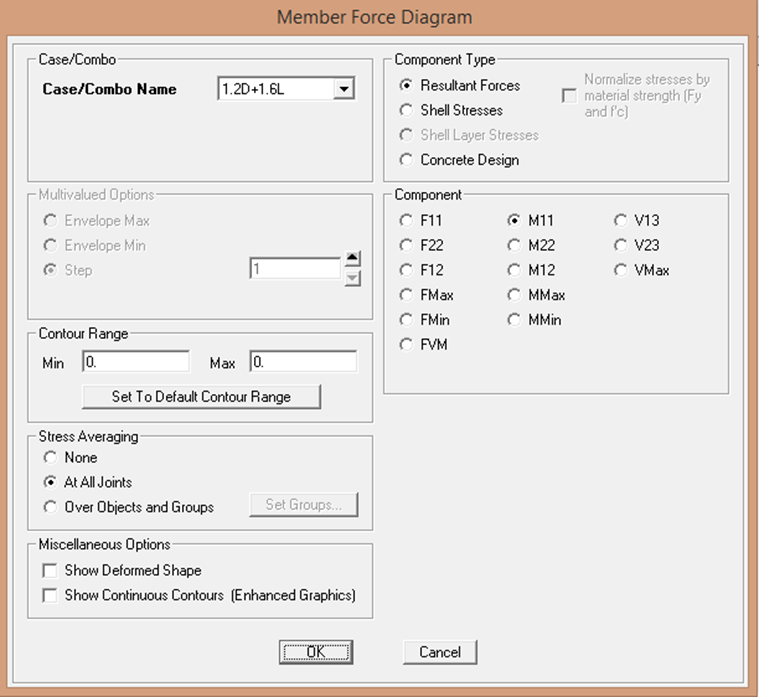 Member Force Diagram
Case/Combo
Case/Combo Name
1.2D+1.6L
Multivalued Options
Envelope Max
Envelope Min
Step
1
Contour Range
Min
0.
Max
0.
Set To Default Contour Range
Stress Averaging
None
At All Joints
Over Objects and Groups
Set Groups...
Miscellaneous Options
Show Deformed Shape
Show Continuous Contours (Enhanced Graphics)
Component Type
Resultant Forces
Shell Stresses
Shell Layer Stresses
Concrete Design
Normalize stresses by
material strength (Fy
and f'c)
Component
F11
F22
F12
FMax
FMin
FVM
M11
M22
M12
MMax
MMin
V13
V23
VMax
OK
Cancel